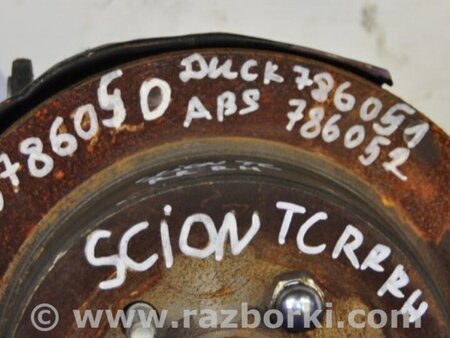 786050 DUCK 786051
ABS 786052
SCION TC RR RH
© www.razborki.com